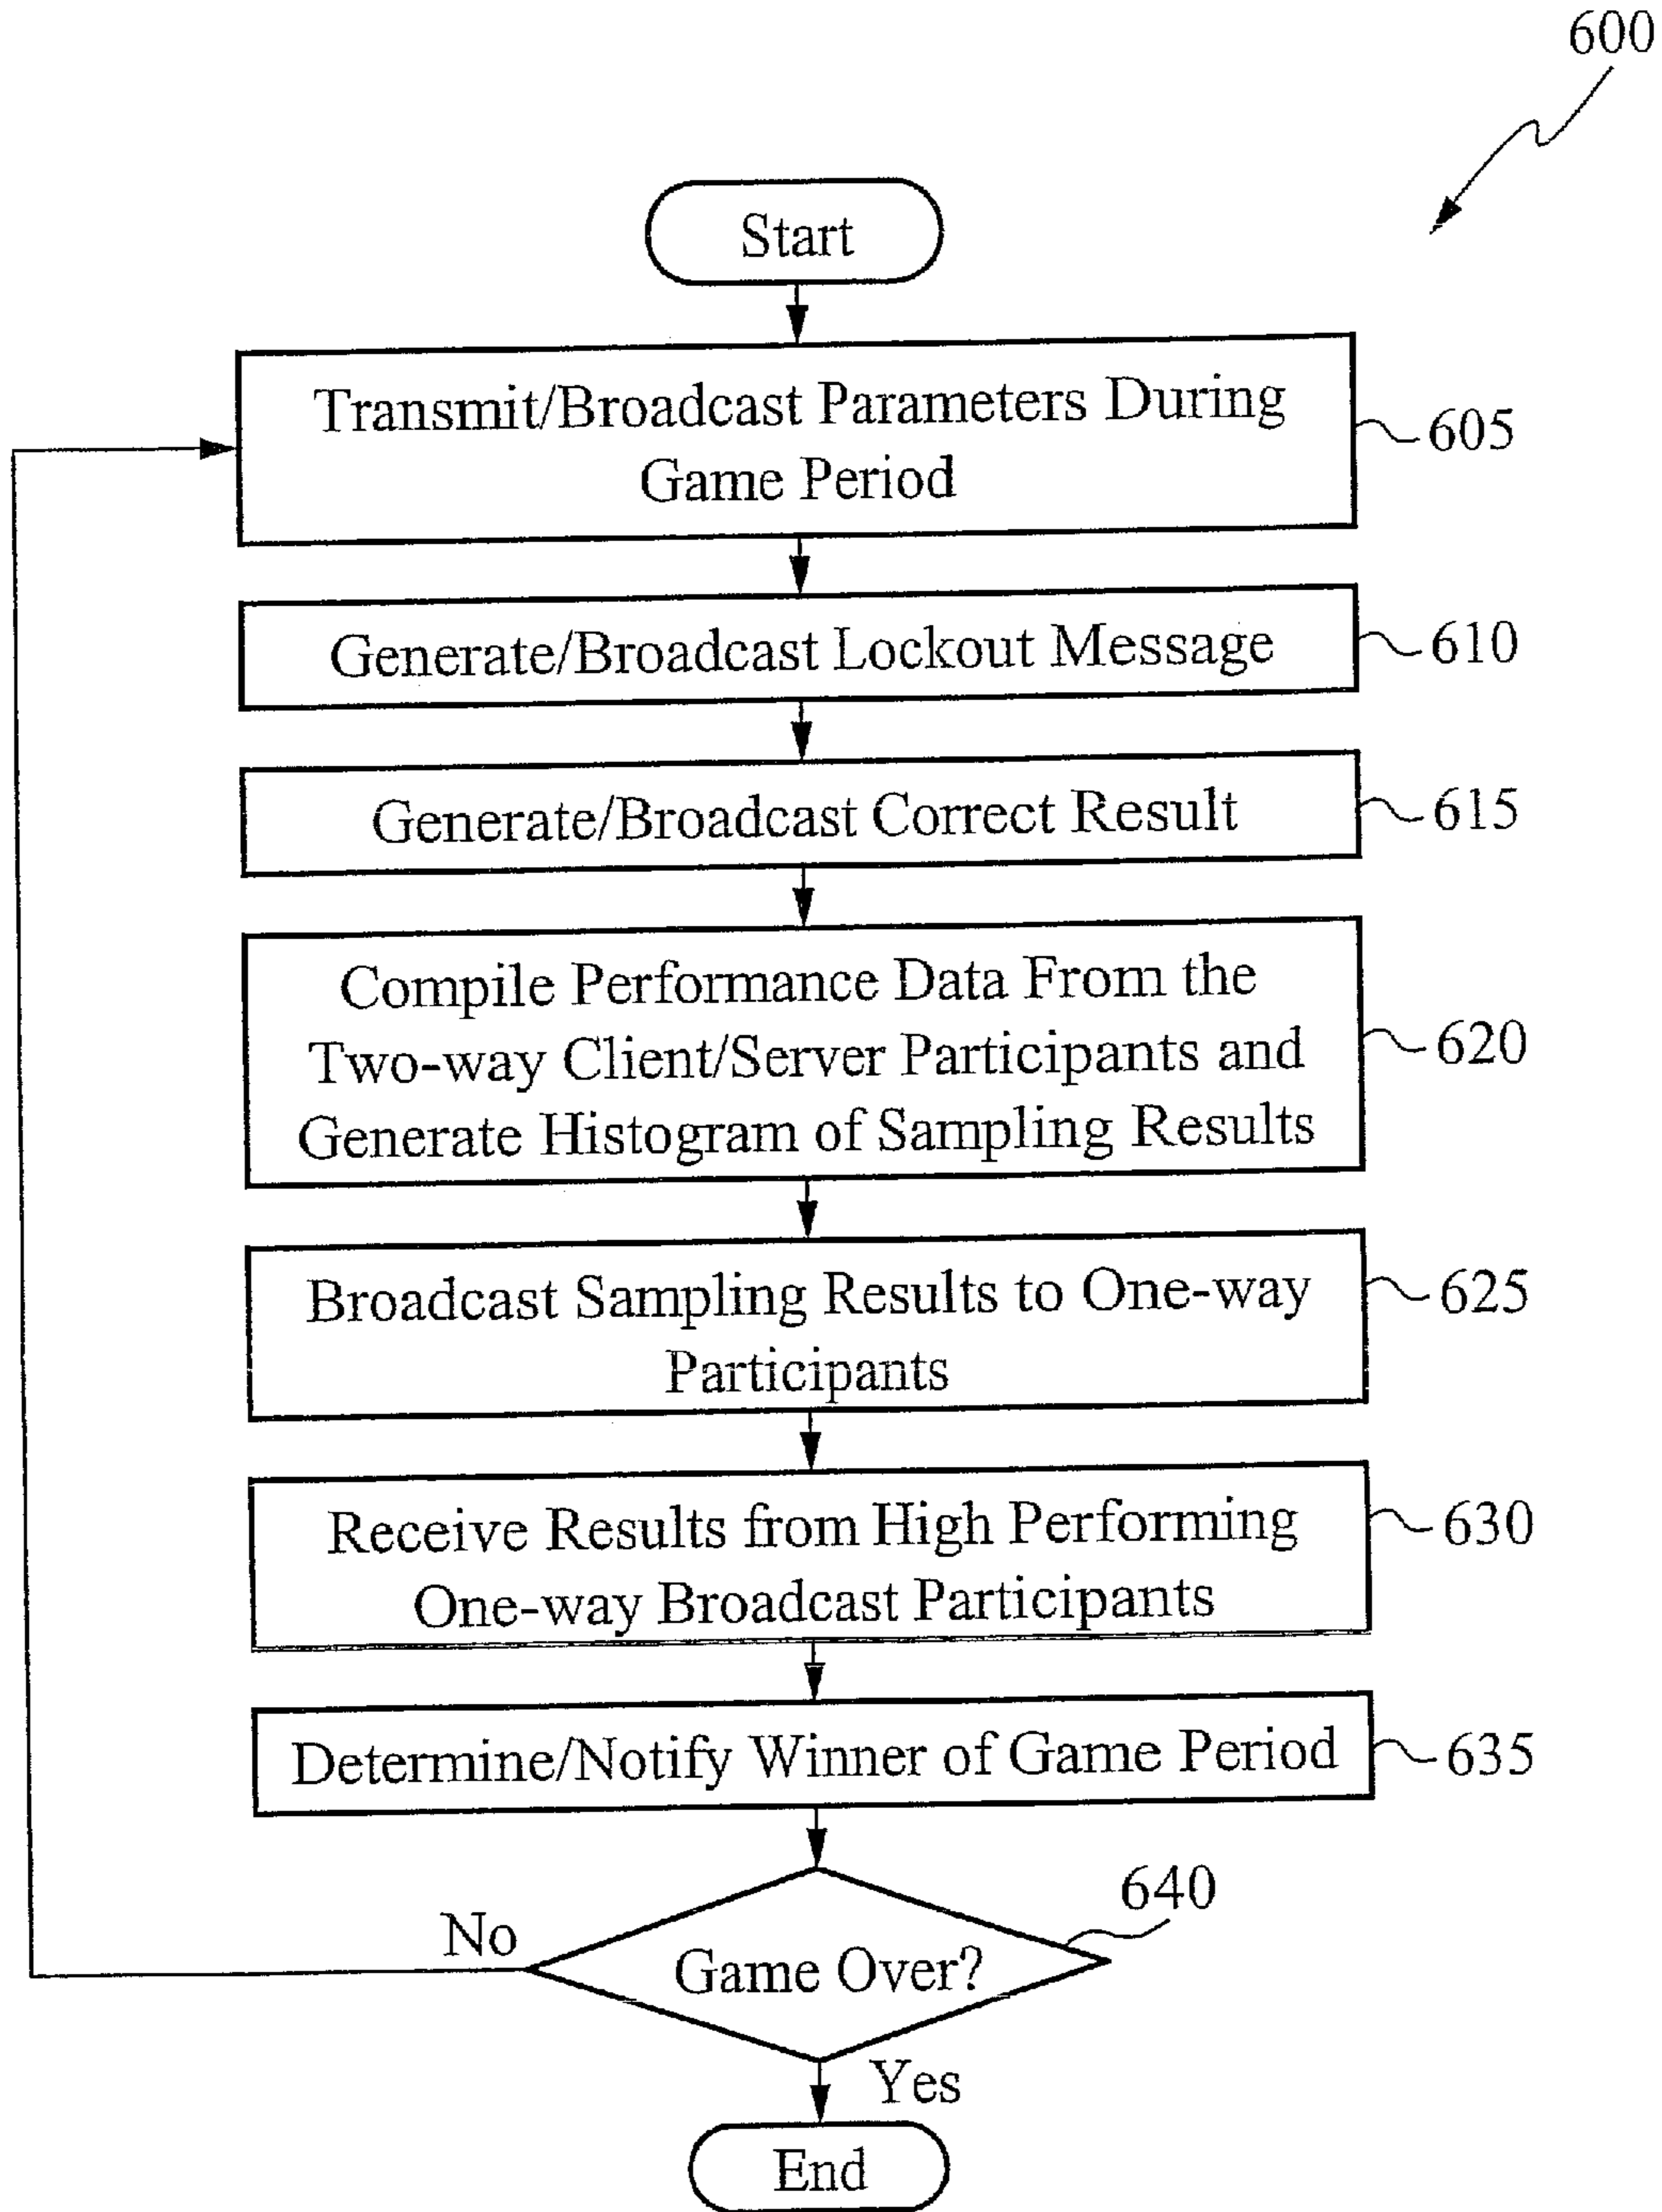 600
Start
Transmit/Broadcast Parameters During
Game Period
605
Generate/Broadcast Lockout Message
610
Generate/Broadcast Correct Result
615
Compile Performance Data From the
Two-way Client/Server Participants and
Generate Histogram of Sampling Results
620
Broadcast Sampling Results to One-way
Participants
625
Receive Results from High Performing
One-way Broadcast Participants
630
Determine/Notify Winner of Game Period
635
640
No
Game Over?
Yes
End